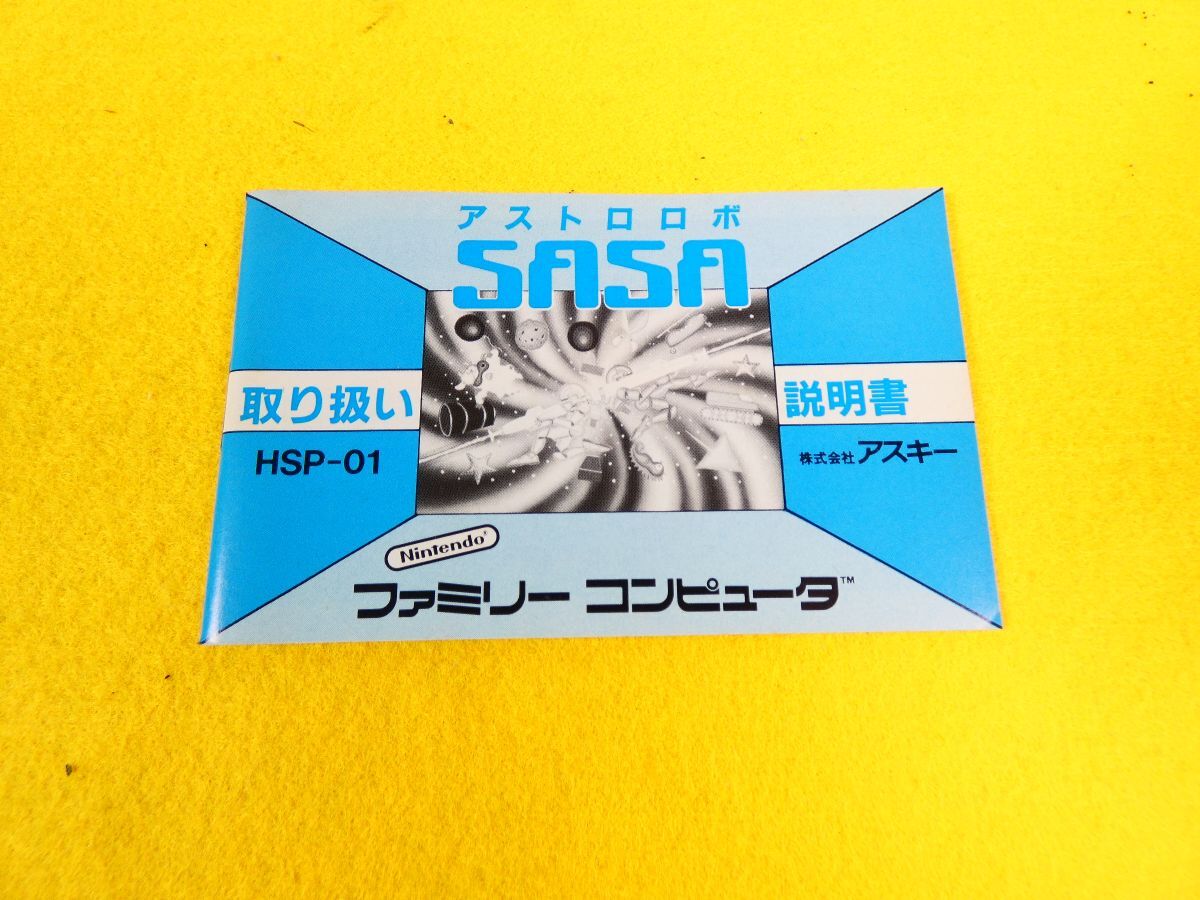 アストロロボ
SASA
取り扱い 説明書
HSP-01
株式会社 アスキー
Nintendo®
ファミリー コンピュータ™